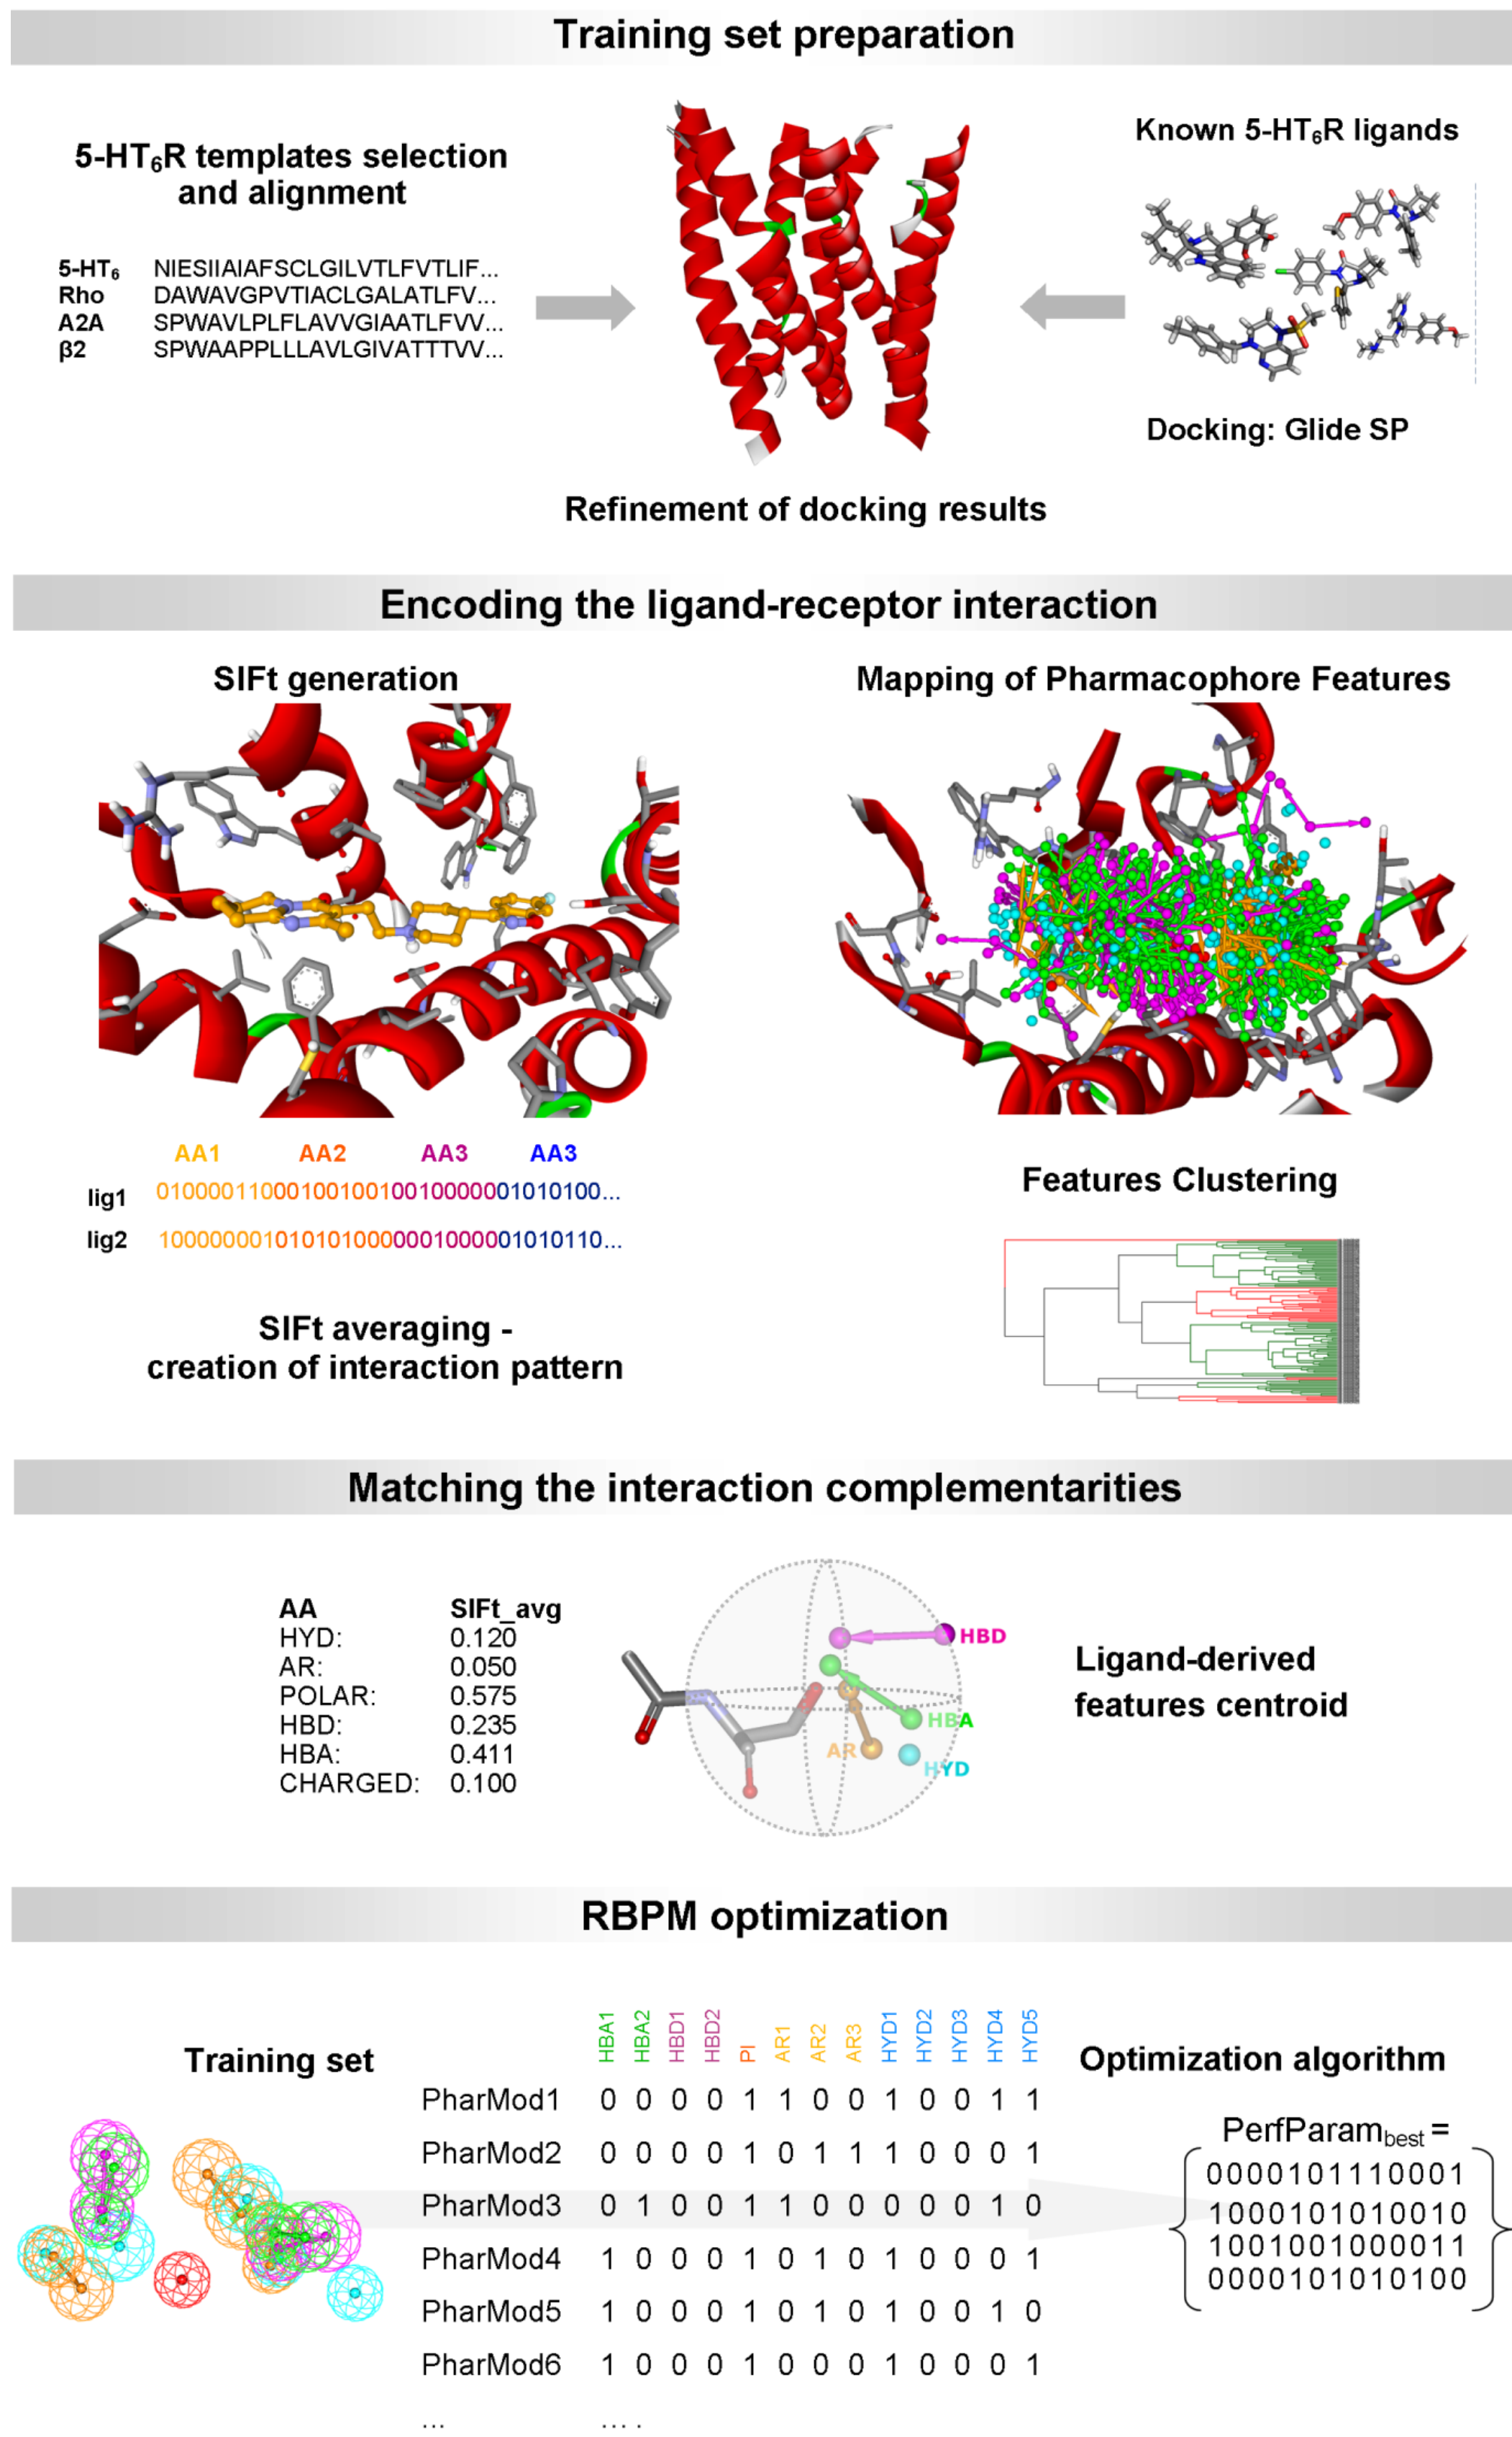 Training set preparation
5-HT6R templates selection
and alignment
5-HT6 NIESIIAIAFSCLGILVTLFVTLIF...
Rho DAWAVGPVTIACLGALATLFV...
A2A SPWAVLPLFLAVVGIAATLFVV...
β2 SPWAAPPLLLAVLGIVATTTVV...
Known 5-HT6R ligands
Docking: Glide SP
Refinement of docking results
Encoding the ligand-receptor interaction
SIFt generation
AA1 AA2 AA3 AA3
lig1 010000110001001001001000000101010​0...
lig2 100000001010101000000100001010110...
SIFt averaging -
creation of interaction pattern
Mapping of Pharmacophore Features
Features Clustering
Matching the interaction complementarities
AA SIFt_avg
HYD: 0.120
AR: 0.050
POLAR: 0.575
HBD: 0.235
HBA: 0.411
CHARGED: 0.100
HBD
HBA
AR
HYD
Ligand-derived
features centroid
RBPM optimization
Training set
HBA1 HBA2 HBD1 HBD2 PI AR1 AR2 AR3 HYD1 HYD2 HYD3 HYD4 HYD5
PharMod1 0 0 0 0 1 1 0 0 1 0 0 1 1
PharMod2 0 0 0 0 1 0 1 1 1 0 0 0 1
PharMod3 0 1 0 0 1 1 0 0 0 0 0 1 0
PharMod4 1 0 0 0 1 0 1 0 1 0 0 0 1
PharMod5 1 0 0 0 1 0 1 0 1 0 0 1 0
PharMod6 1 0 0 0 1 0 0 0 1 0 0 0 1
... ... .
Optimization algorithm
PerfParambest =
0000101110001
1000101010010
1001001000011
0000101010100